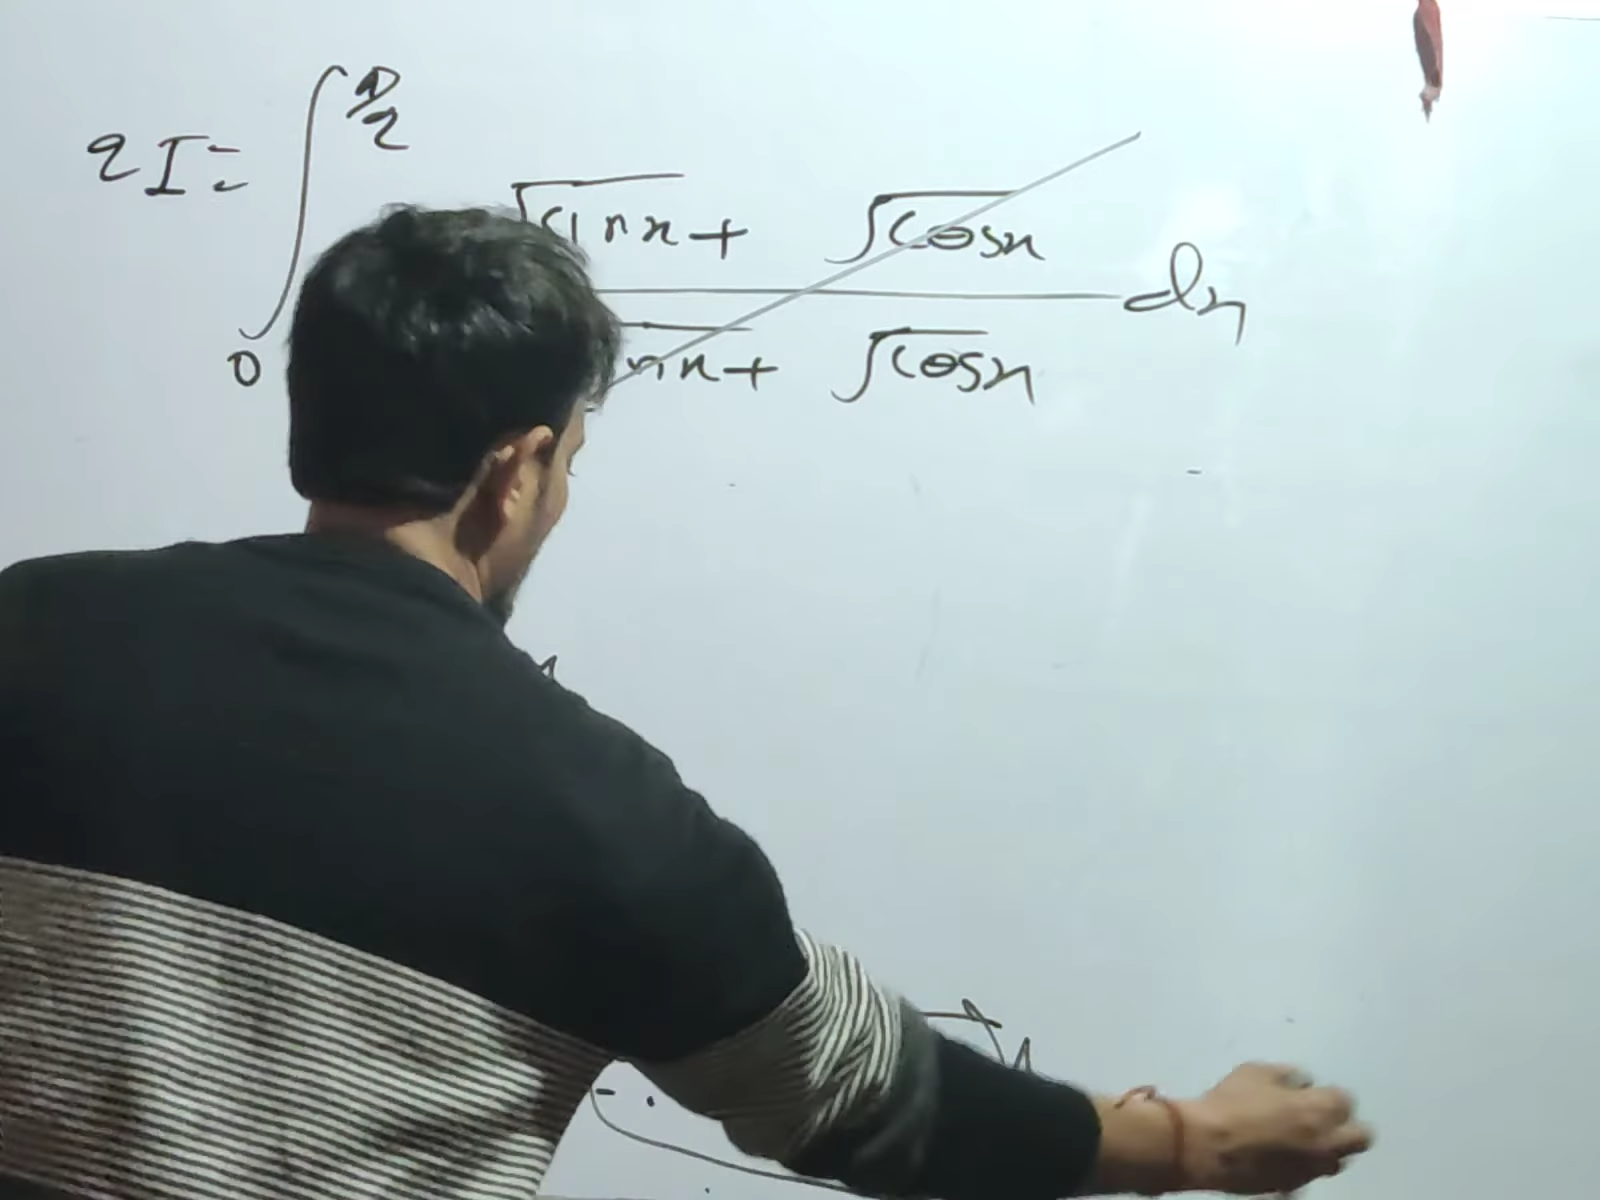 2I = ∫₀^{π/2} (√sinx + √cosx) / (√sinx + √cosx) dx